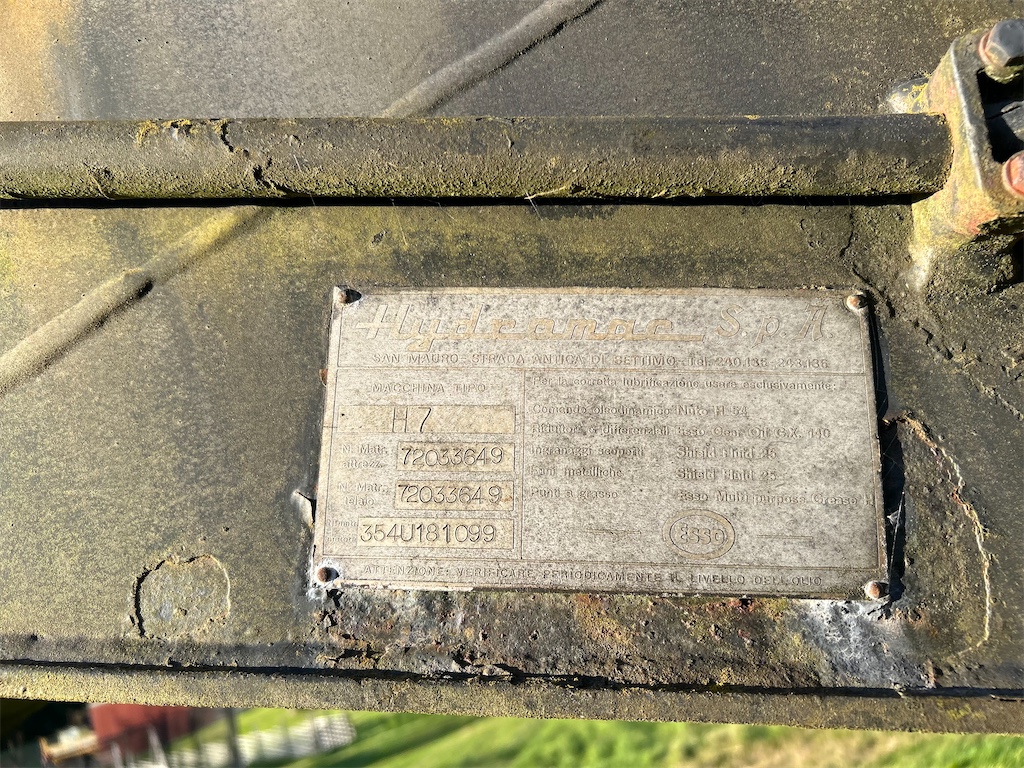 Hydromac S.p.A.
SAN MAURO - STRADA ANTICA DI SETTIMO - Tel. 240.136 - 243.136
MACCHINA TIPO
H7
N. Matr. attrezz. 72033649
N. Matr. telaio 72033649
354U181099
Per la corretta lubrificazione usare esclusivamente:
Comando oleodinamico Nuto H 54
Riduttore e differenziali Esso Gear Oil G.X. 140
Ingranaggi scoperti Shield Fluid 25
Funi metalliche Shield Fluid 25
Punti a grasso Esso Multi purpose Grease H
Esso
ATTENZIONE: VERIFICARE PERIODICAMENTE IL LIVELLO DELL'OLIO